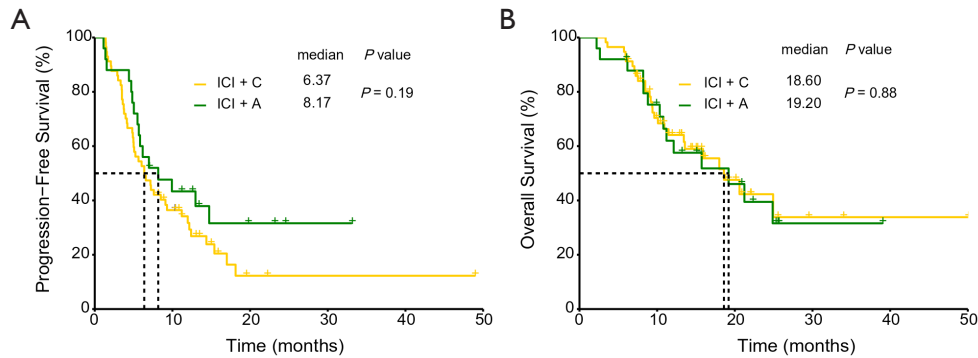 A
Progression−Free Survival (%)
100
80
60
40
20
0
median P value
ICI + C 6.37
ICI + A 8.17
P = 0.19
0 10 20 30 40 50
Time (months)
B
Overall Survival (%)
100
80
60
40
20
0
median P value
ICI + C 18.60
ICI + A 19.20
P = 0.88
0 10 20 30 40 50
Time (months)